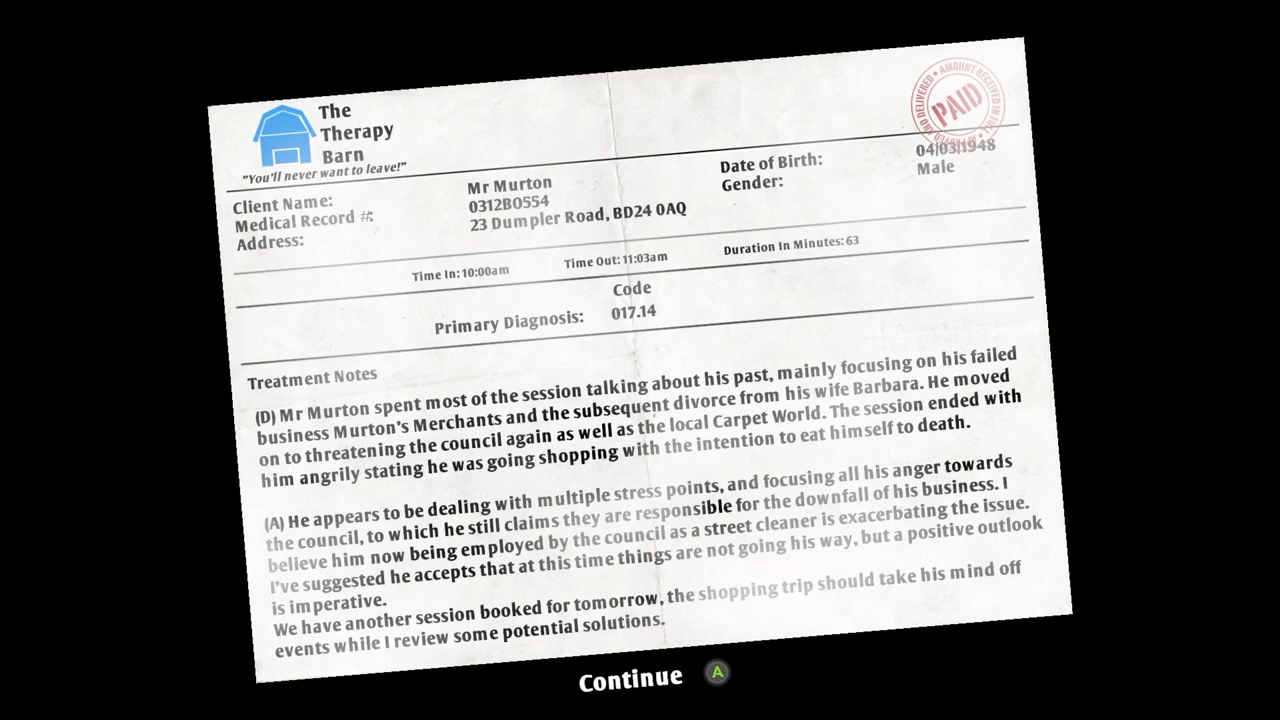 The
Therapy
Barn
"You'll never want to leave!"
PAID
AMOUNT RECEIVED IN FULL
AND DELIVERED
Client Name: Mr Murton Date of Birth: 04/03/1948
Medical Record #: 0312B0554 Gender: Male
Address: 23 Dumpler Road, BD24 0AQ
Time In: 10:00am Time Out: 11:03am Duration In Minutes: 63
Code
Primary Diagnosis: 017.14
Treatment Notes
(D) Mr Murton spent most of the session talking about his past, mainly focusing on his failed
business Murton's Merchants and the subsequent divorce from his wife Barbara. He moved
on to threatening the council again as well as the local Carpet World. The session ended with
him angrily stating he was going shopping with the intention to eat himself to death.
(A) He appears to be dealing with multiple stress points, and focusing all his anger towards
the council, to which he still claims they are responsible for the downfall of his business. I
believe him now being employed by the council as a street cleaner is exacerbating the issue.
I've suggested he accepts that at this time things are not going his way, but a positive outlook
is imperative.
We have another session booked for tomorrow, the shopping trip should take his mind off
events while I review some potential solutions.
Continue A